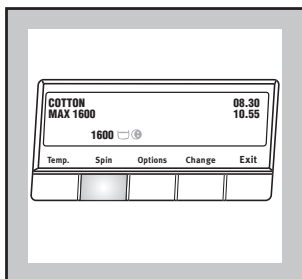 COTTON 08.30
MAX 1600 10.55
1600
Temp. Spin Options Change Exit